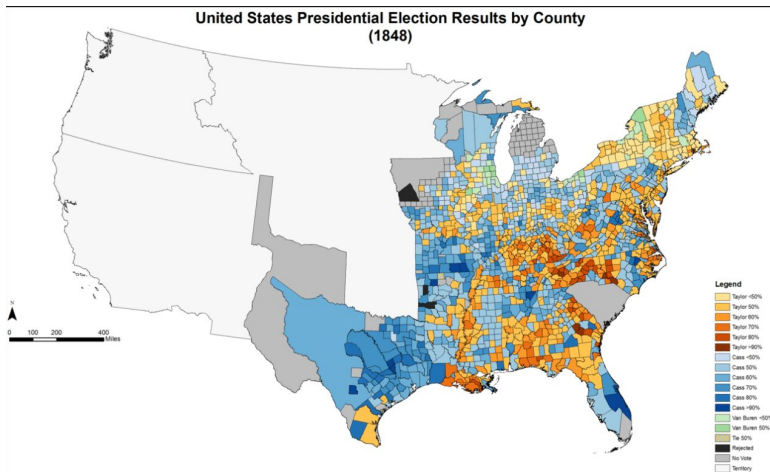 United States Presidential Election Results by County
(1848)
N
0 100 200 400
Miles
Legend
Taylor <50%
Taylor 50%
Taylor 60%
Taylor 70%
Taylor 80%
Taylor >90%
Cass <50%
Cass 50%
Cass 60%
Cass 70%
Cass 80%
Cass >90%
Van Buren <50%
Van Buren 50%
Tie 50%
Rejected
No Vote
Territory